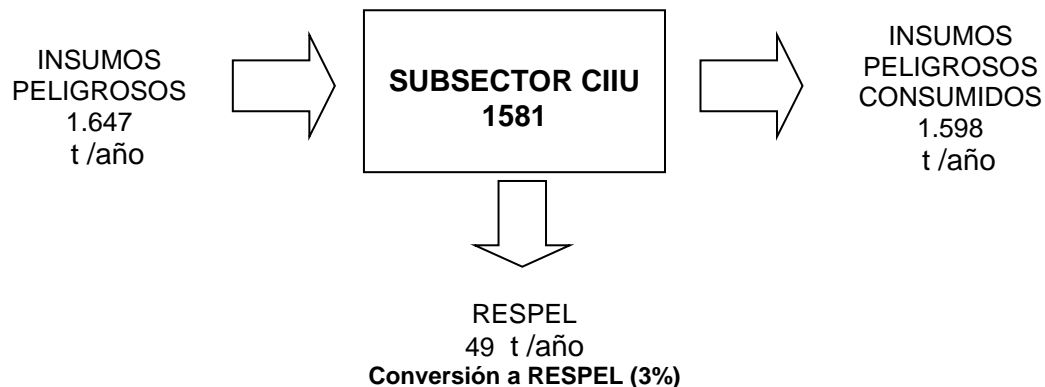 INSUMOS
PELIGROSOS
1.647
t /año
SUBSECTOR CIIU
1581
INSUMOS
PELIGROSOS
CONSUMIDOS
1.598
t /año
RESPEL
49 t /año
Conversión a RESPEL (3%)